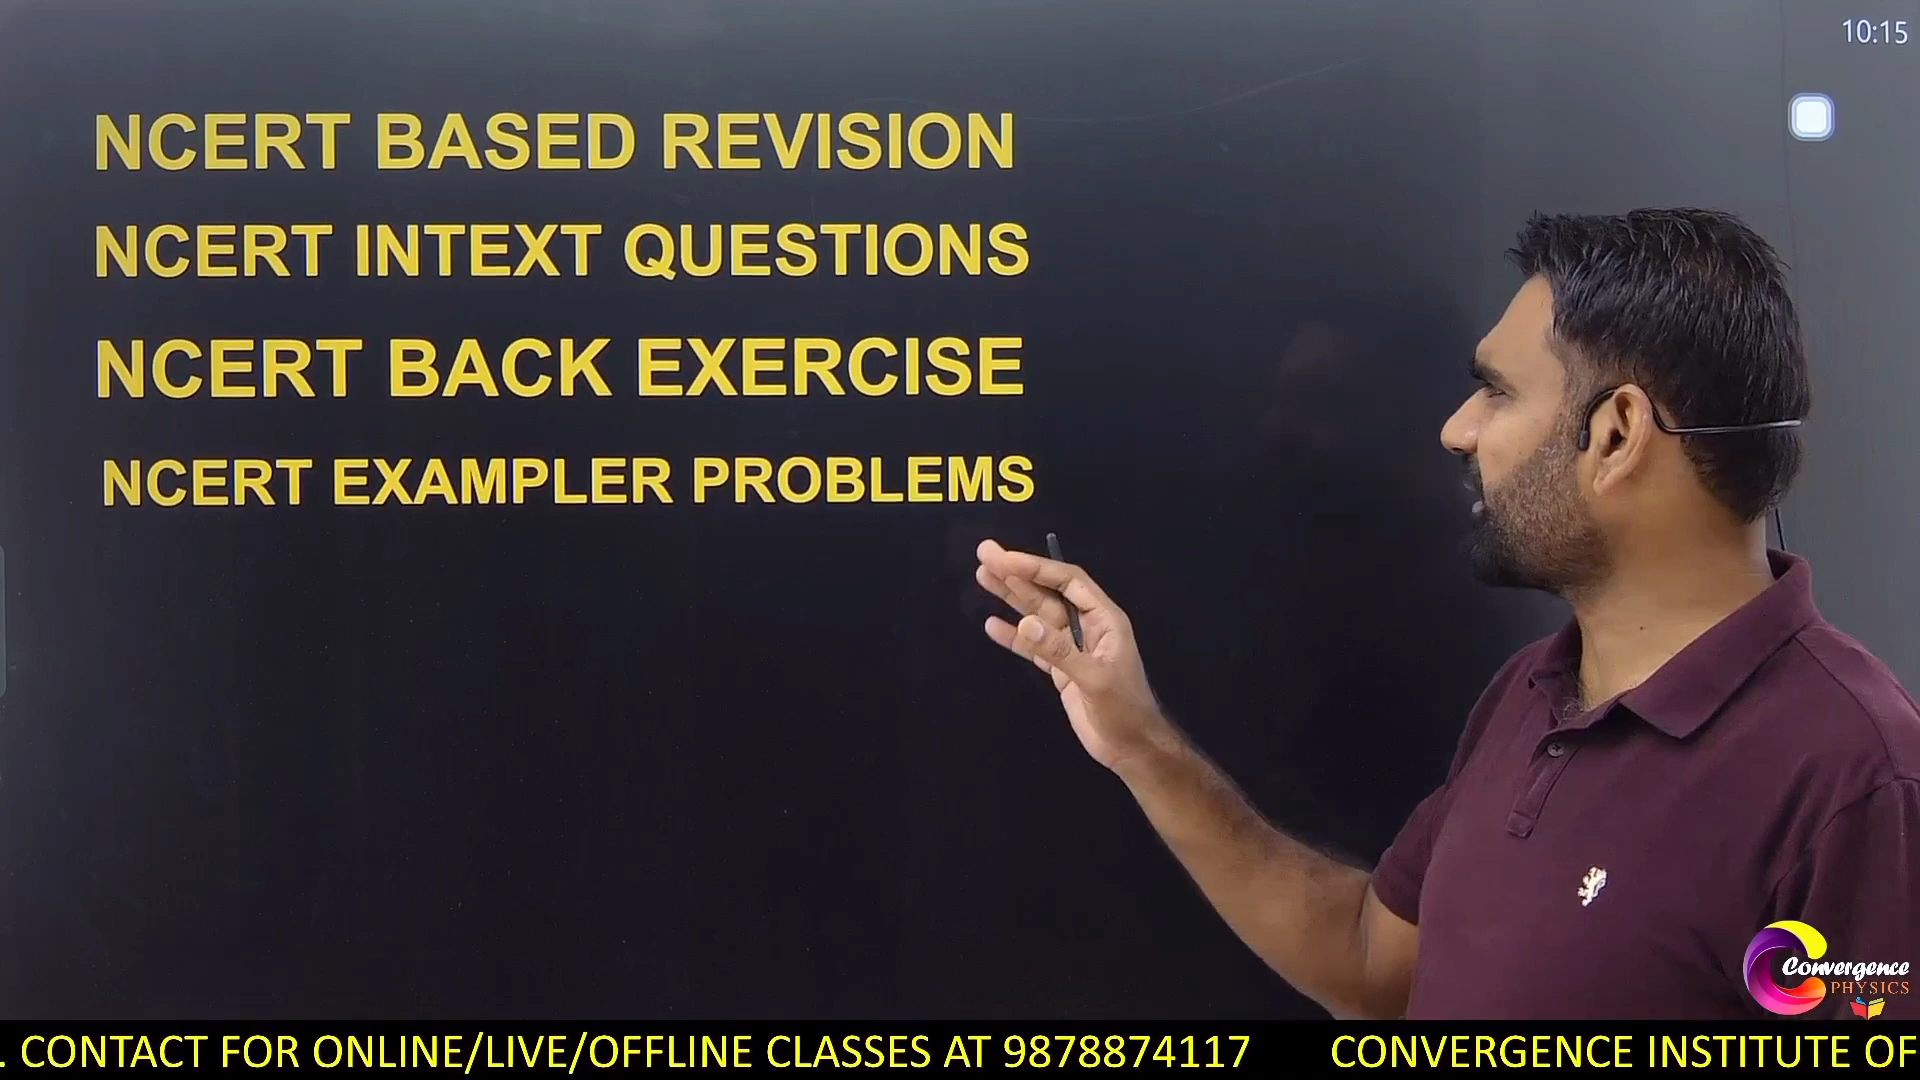 10:15
NCERT BASED REVISION
NCERT INTEXT QUESTIONS
NCERT BACK EXERCISE
NCERT EXAMPLER PROBLEMS
Convergence
PHYSICS
. CONTACT FOR ONLINE/LIVE/OFFLINE CLASSES AT 9878874117 CONVERGENCE INSTITUTE OF